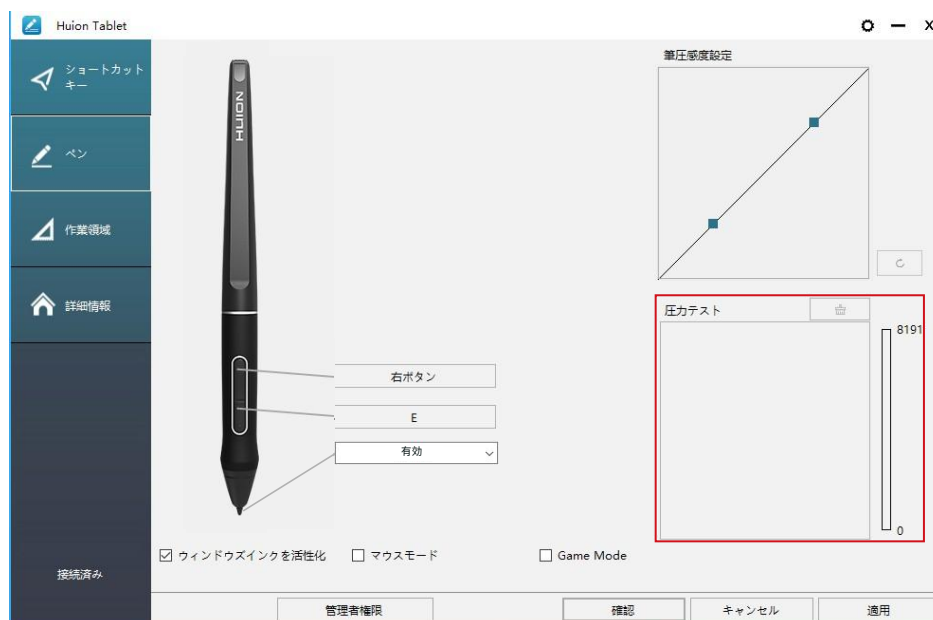 Huion Tablet
ショートカット
キー
ペン
作業領域
詳細情報
接続済み
HUION
右ボタン
E
有効
筆圧感度設定
圧力テスト
8191
0
ウィンドウズインクを活性化
マウスモード
Game Mode
管理者権限
確認
キャンセル
適用